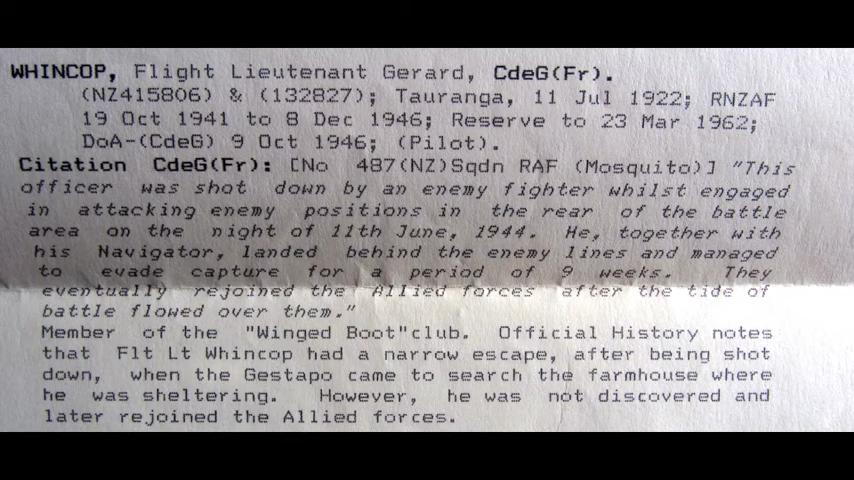 WHINCOP, Flight Lieutenant Gerard, CdeG(Fr).
(NZ415806) & (132827); Tauranga, 11 Jul 1922; RNZAF
19 Oct 1941 to 8 Dec 1946; Reserve to 23 Mar 1962;
DoA-(CdeG) 9 Oct 1946; (Pilot).
Citation CdeG(Fr): [No 487(NZ)Sqdn RAF (Mosquito)] "This
officer was shot down by an enemy fighter whilst engaged
in attacking enemy positions in the rear of the battle
area on the night of 11th June, 1944. He, together with
his Navigator, landed behind the enemy lines and managed
to evade capture for a period of 9 weeks. They
eventually rejoined the Allied forces after the tide of
battle flowed over them."
Member of the "Winged Boot"club. Official History notes
that Flt Lt Whincop had a narrow escape, after being shot
down, when the Gestapo came to search the farmhouse where
he was sheltering. However, he was not discovered and
later rejoined the Allied forces.